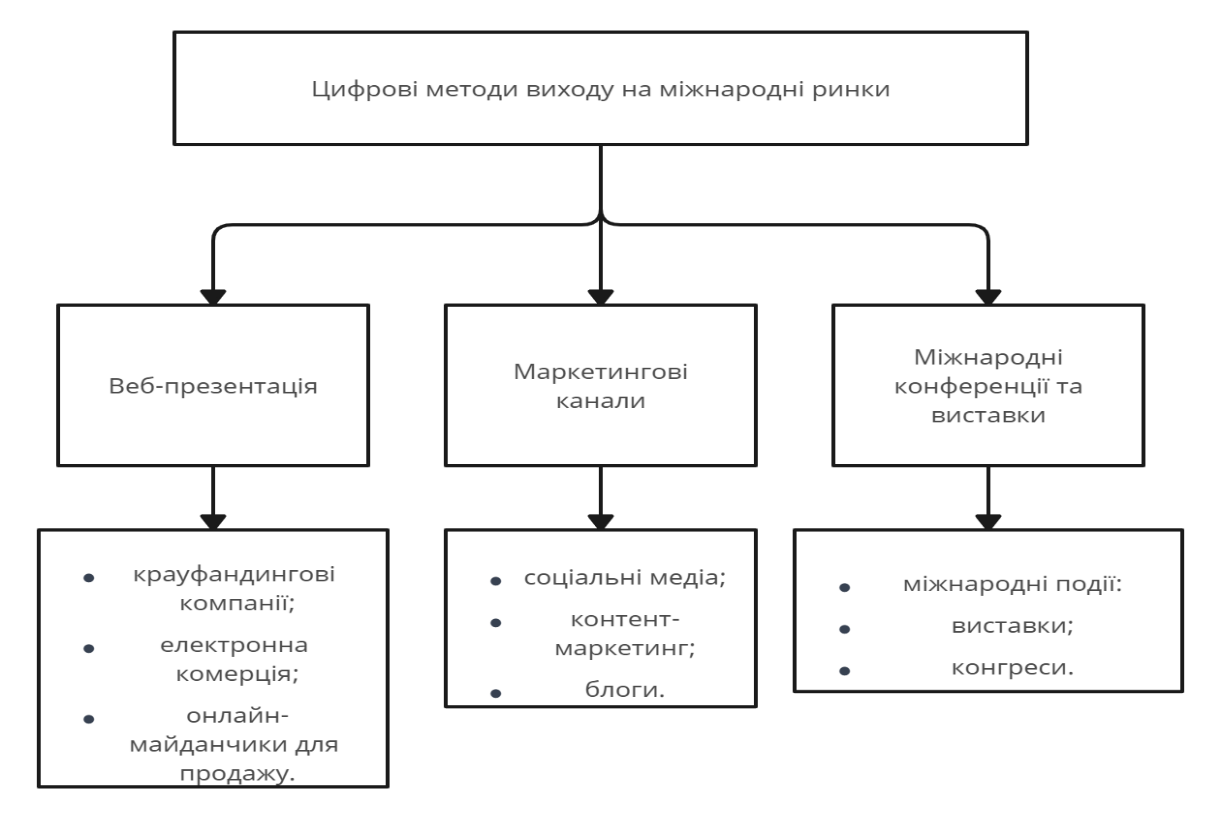 Цифрові методи виходу на міжнародні ринки
Веб-презентація
Маркетингові
канали
Міжнародні
конференції та
виставки
• крауфандингові
компанії;
• електронна
комерція;
• онлайн-
майданчики для
продажу.
• соціальні медіа;
• контент-
маркетинг;
• блоги.
• міжнародні події:
• виставки;
• конгреси.